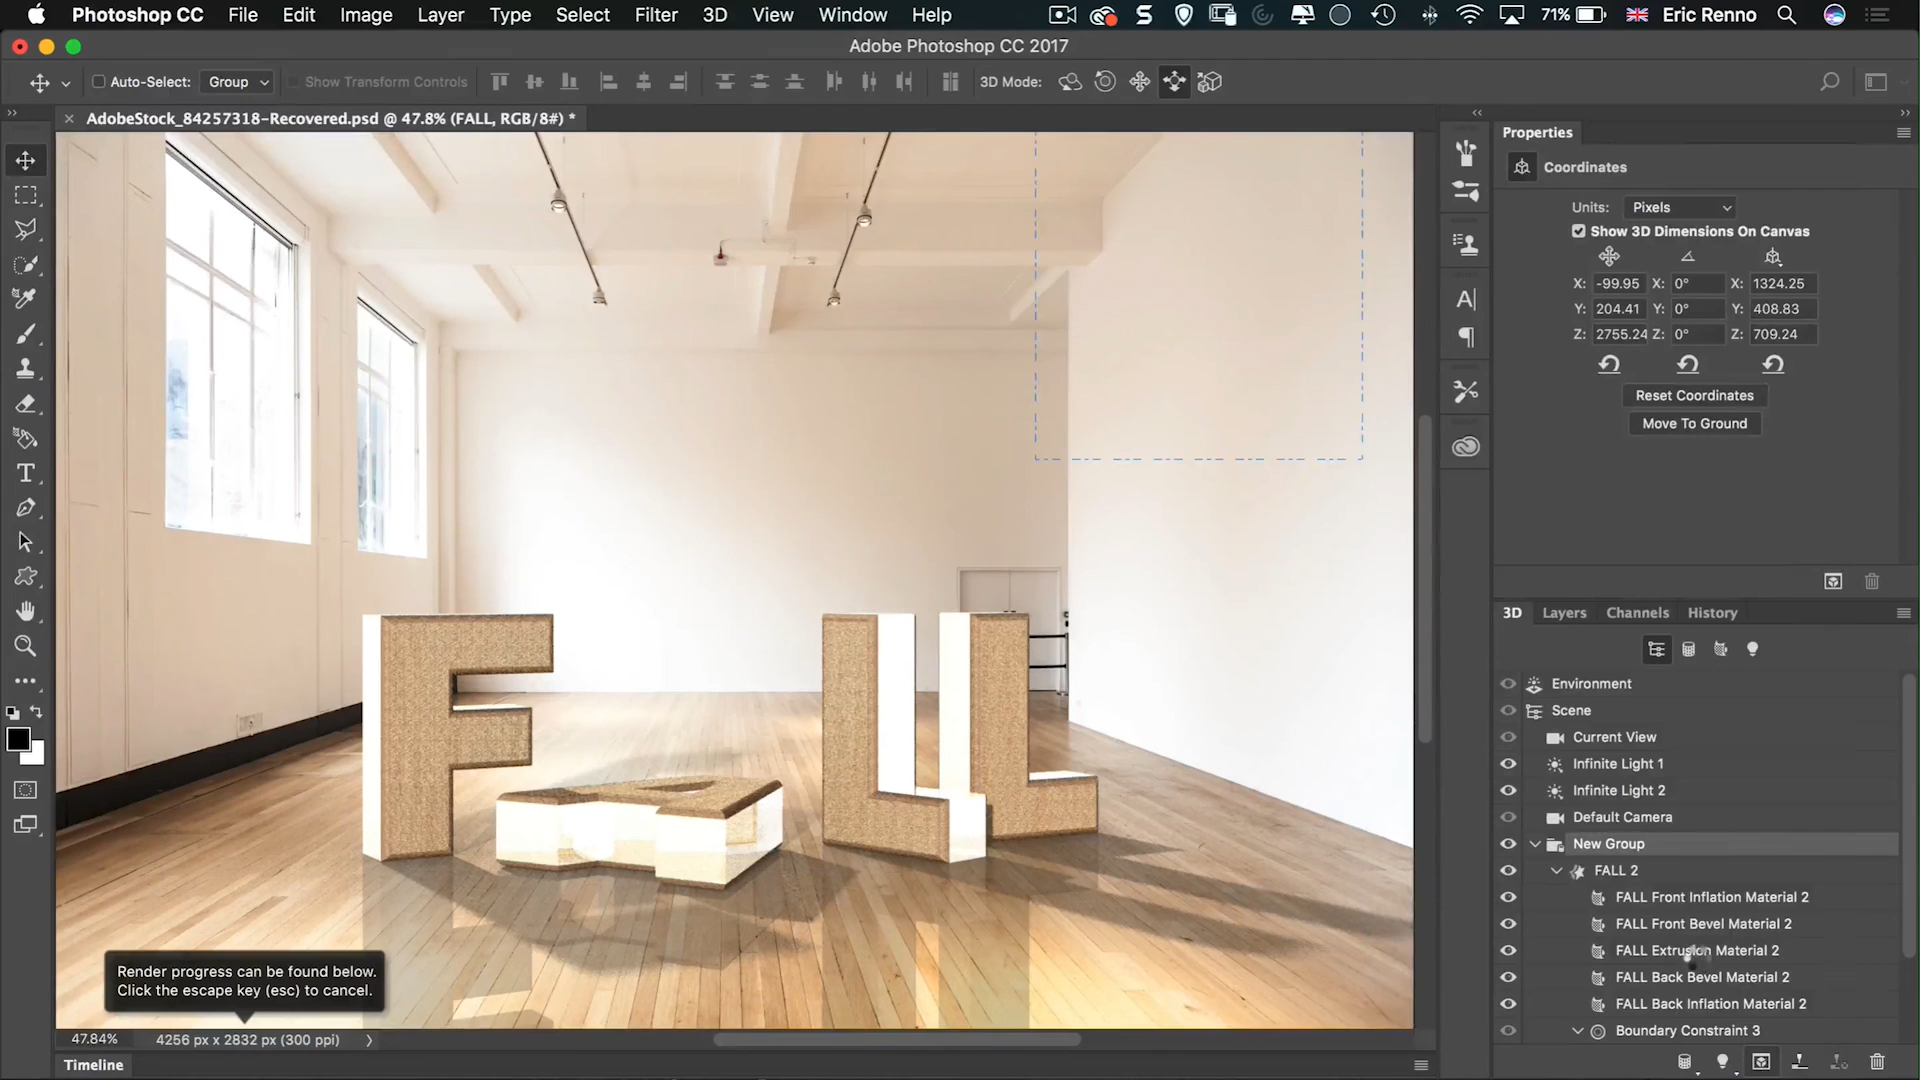 Photoshop CC File Edit Image Layer Type Select Filter 3D View Window Help 71% Eric Renno
Adobe Photoshop CC 2017
Auto-Select: Group Show Transform Controls 3D Mode:
AdobeStock_84257318-Recovered.psd @ 47.8% (FALL, RGB/8#) *
Properties
Coordinates
Units: Pixels
Show 3D Dimensions On Canvas
X: -99.95 X: 0° X: 1324.25
Y: 204.41 Y: 0° Y: 408.83
Z: 2755.24 Z: 0° Z: 709.24
Reset Coordinates
Move To Ground
3D Layers Channels History
Environment
Scene
Current View
Infinite Light 1
Infinite Light 2
Default Camera
New Group
FALL 2
FALL Front Inflation Material 2
FALL Front Bevel Material 2
FALL Extrusion Material 2
FALL Back Bevel Material 2
FALL Back Inflation Material 2
Boundary Constraint 3
FALL
Render progress can be found below.
Click the escape key (esc) to cancel.
47.84% 4256 px x 2832 px (300 ppi)
Timeline